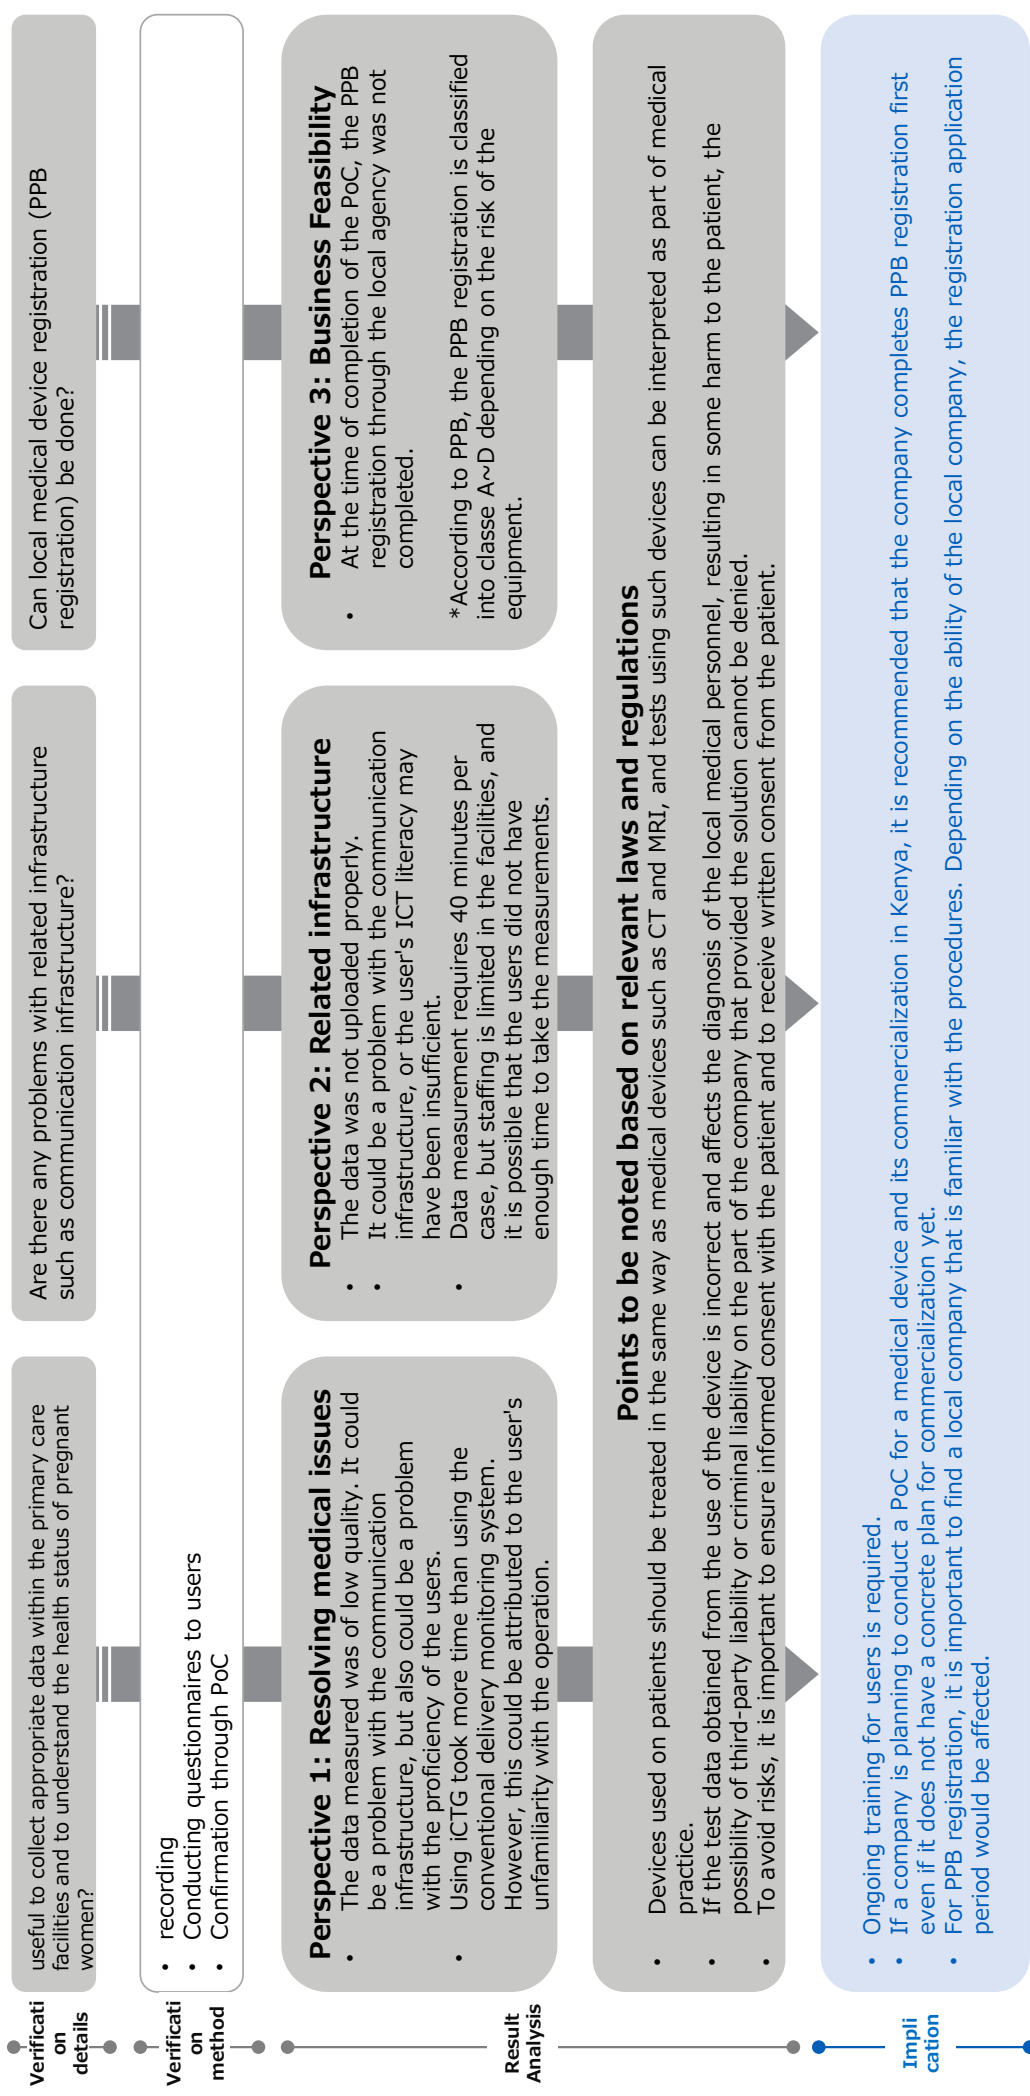 Verificati
on
details
useful to collect appropriate data within the primary care
facilities and to understand the health status of pregnant
women?
Are there any problems with related infrastructure
such as communication infrastructure?
Can local medical device registration (PPB
registration) be done?
Verificati
on
method
• recording
• Conducting questionnaires to users
• Confirmation through PoC
Result
Analysis
Perspective 1: Resolving medical issues
• The data measured was of low quality. It could
be a problem with the communication
infrastructure, but also could be a problem
with the proficiency of the users.
• Using iCTG took more time than using the
conventional delivery monitoring system.
However, this could be attributed to the user's
unfamiliarity with the operation.
Perspective 2: Related infrastructure
• The data was not uploaded properly.
• It could be a problem with the communication
infrastructure, or the user's ICT literacy may
have been insufficient.
• Data measurement requires 40 minutes per
case, but staffing is limited in the facilities, and
it is possible that the users did not have
enough time to take the measurements.
Perspective 3: Business Feasibility
• At the time of completion of the PoC, the PPB
registration through the local agency was not
completed.
*According to PPB, the PPB registration is classified
into classe A~D depending on the risk of the
equipment.
Points to be noted based on relevant laws and regulations
• Devices used on patients should be treated in the same way as medical devices such as CT and MRI, and tests using such devices can be interpreted as part of medical
practice.
• If the test data obtained from the use of the device is incorrect and affects the diagnosis of the local medical personnel, resulting in some harm to the patient, the
possibility of third-party liability or criminal liability on the part of the company that provided the solution cannot be denied.
• To avoid risks, it is important to ensure informed consent with the patient and to receive written consent from the patient.
Impli
cation
• Ongoing training for users is required.
• If a company is planning to conduct a PoC for a medical device and its commercialization in Kenya, it is recommended that the company completes PPB registration first
even if it does not have a concrete plan for commercialization yet.
• For PPB registration, it is important to find a local company that is familiar with the procedures. Depending on the ability of the local company, the registration application
period would be affected.